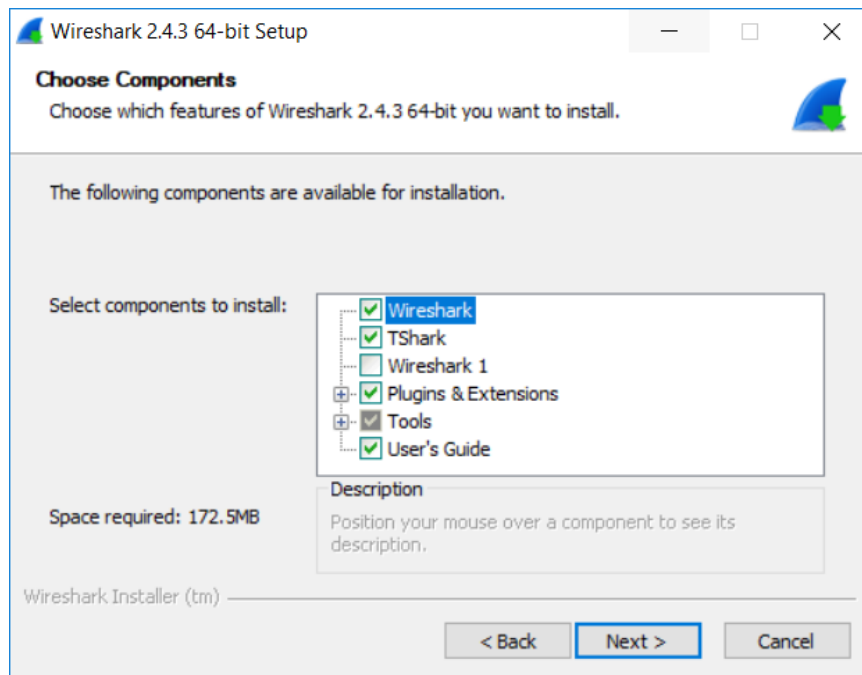 Wireshark 2.4.3 64-bit Setup
Choose Components
Choose which features of Wireshark 2.4.3 64-bit you want to install.
The following components are available for installation.
Select components to install:
Wireshark
TShark
Wireshark 1
Plugins & Extensions
Tools
User's Guide
Space required: 172.5MB
Description
Position your mouse over a component to see its
description.
Wireshark Installer (tm)
< Back
Next >
Cancel